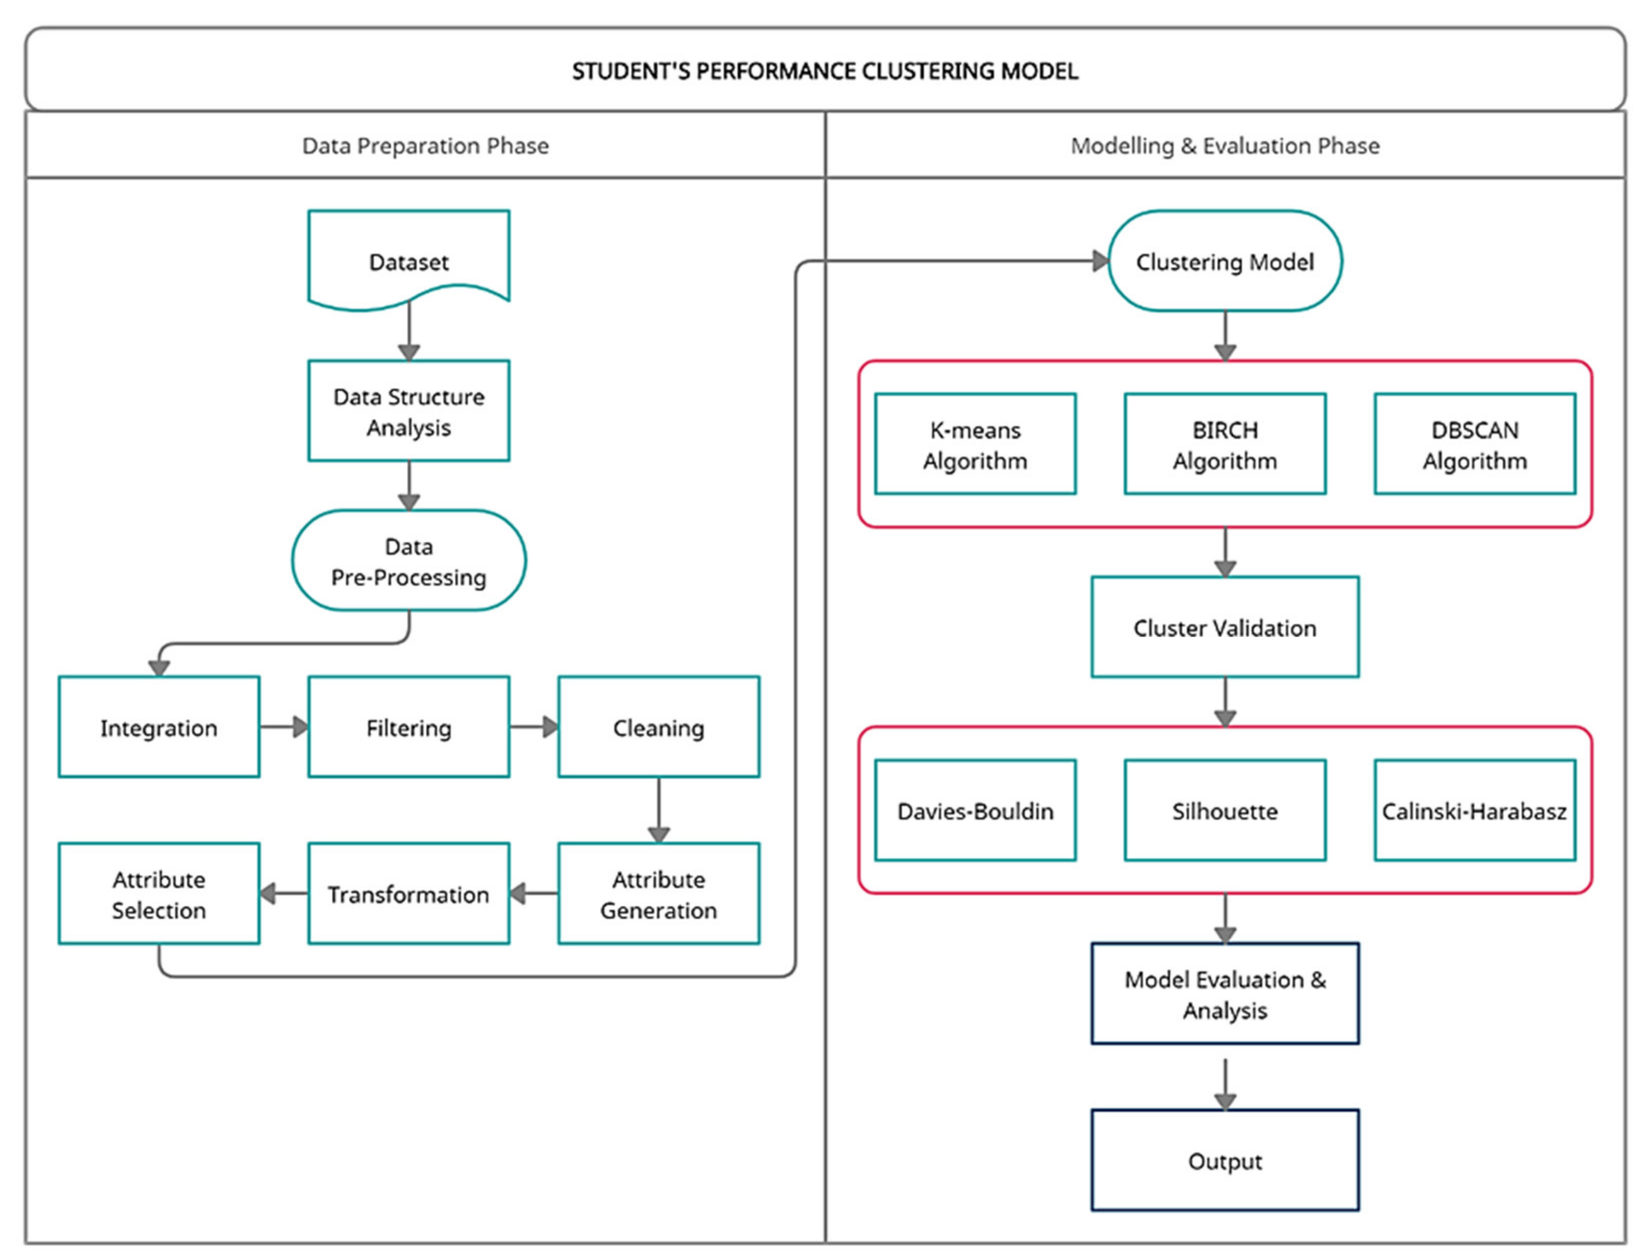 STUDENT'S PERFORMANCE CLUSTERING MODEL
Data Preparation Phase
Modelling & Evaluation Phase
Dataset
Data Structure
Analysis
Data
Pre-Processing
Integration
Filtering
Cleaning
Attribute
Selection
Transformation
Attribute
Generation
Clustering Model
K-means
Algorithm
BIRCH
Algorithm
DBSCAN
Algorithm
Cluster Validation
Davies-Bouldin
Silhouette
Calinski-Harabasz
Model Evaluation &
Analysis
Output